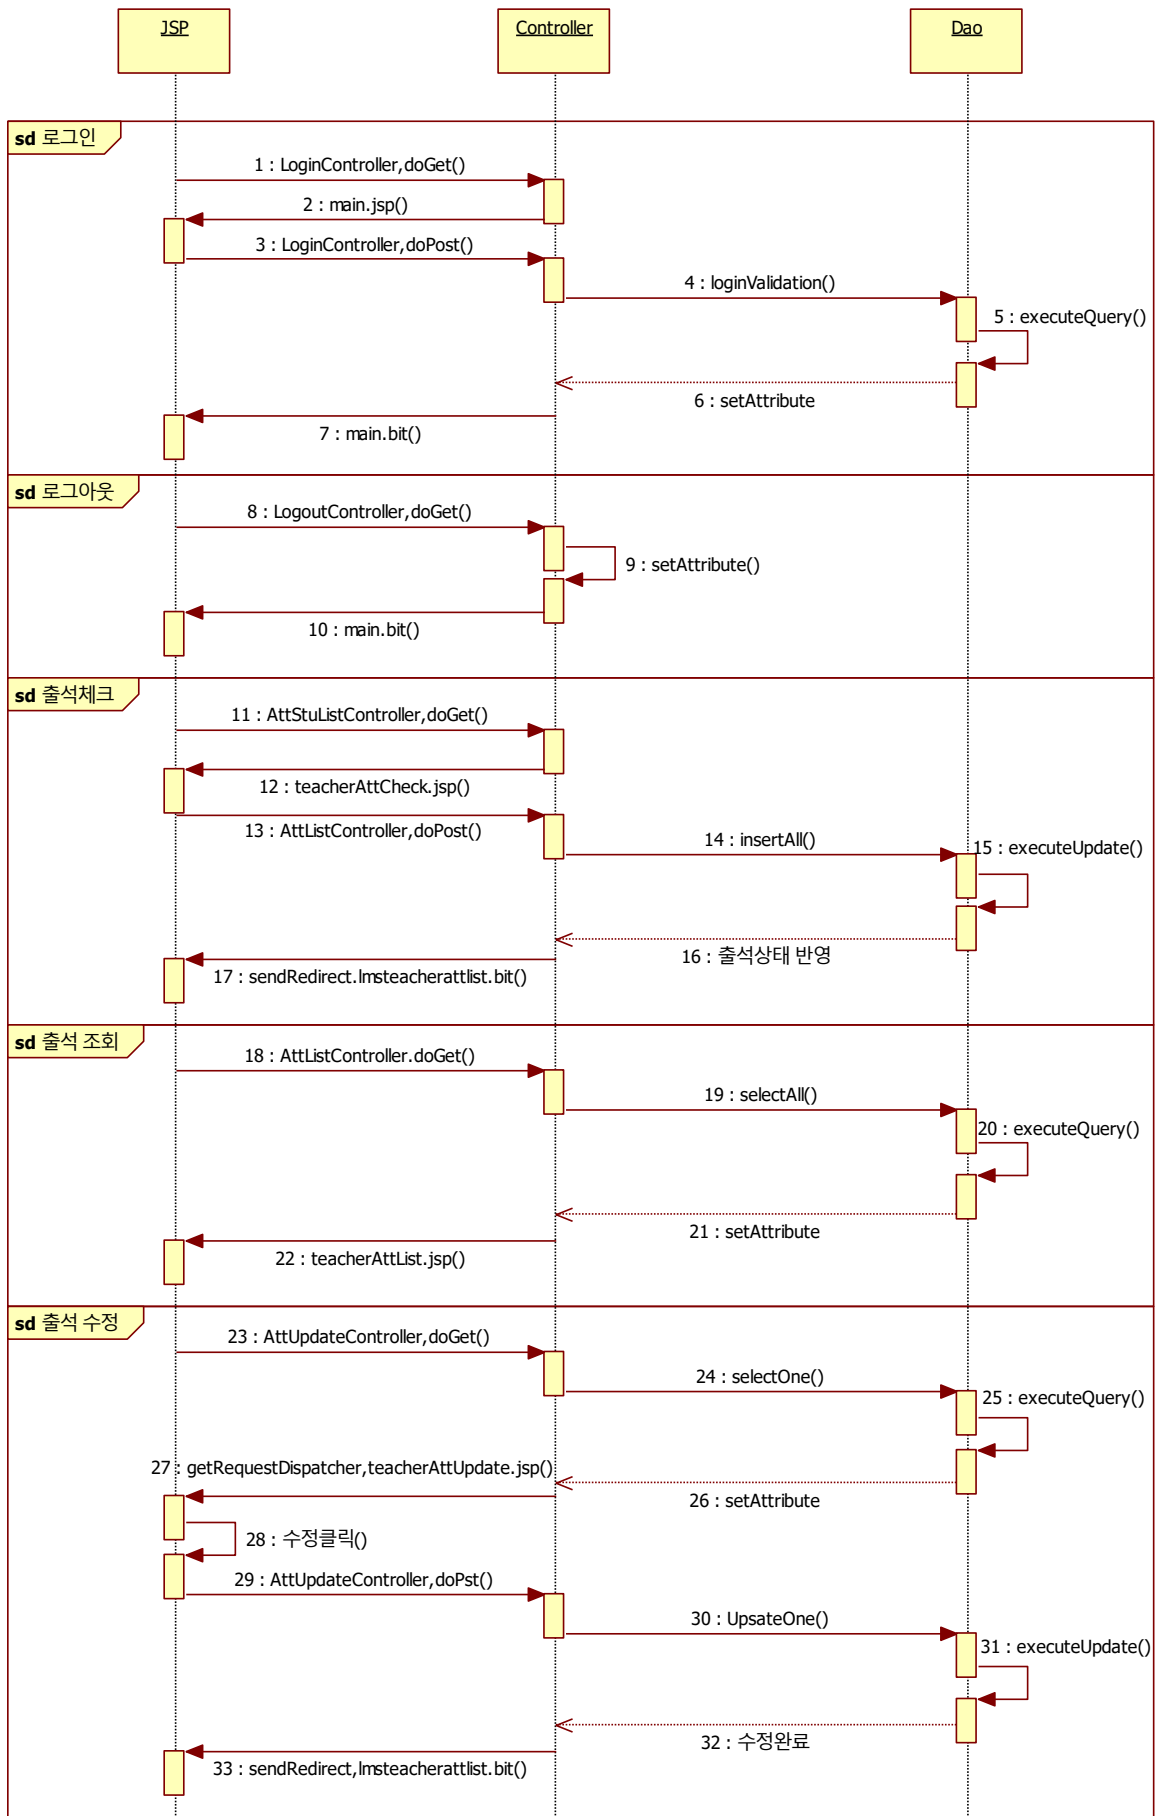 JSP
Controller
Dao
sd 로그인
1 : LoginController,doGet()
2 : main.jsp()
3 : LoginController,doPost()
4 : loginValidation()
5 : executeQuery()
6 : setAttribute
7 : main.bit()
sd 로그아웃
8 : LogoutController,doGet()
9 : setAttribute()
10 : main.bit()
sd 출석체크
11 : AttStuListController,doGet()
12 : teacherAttCheck.jsp()
13 : AttListController,doPost()
14 : insertAll()
15 : executeUpdate()
16 : 출석상태 반영
17 : sendRedirect.lmsteacherattlist.bit()
sd 출석 조회
18 : AttListController.doGet()
19 : selectAll()
20 : executeQuery()
21 : setAttribute
22 : teacherAttList.jsp()
sd 출석 수정
23 : AttUpdateController,doGet()
24 : selectOne()
25 : executeQuery()
27 : getRequestDispatcher,teacherAttUpdate.jsp()
26 : setAttribute
28 : 수정클릭()
29 : AttUpdateController,doPst()
30 : UpsateOne()
31 : executeUpdate()
32 : 수정완료
33 : sendRedirect,lmsteacherattlist.bit()